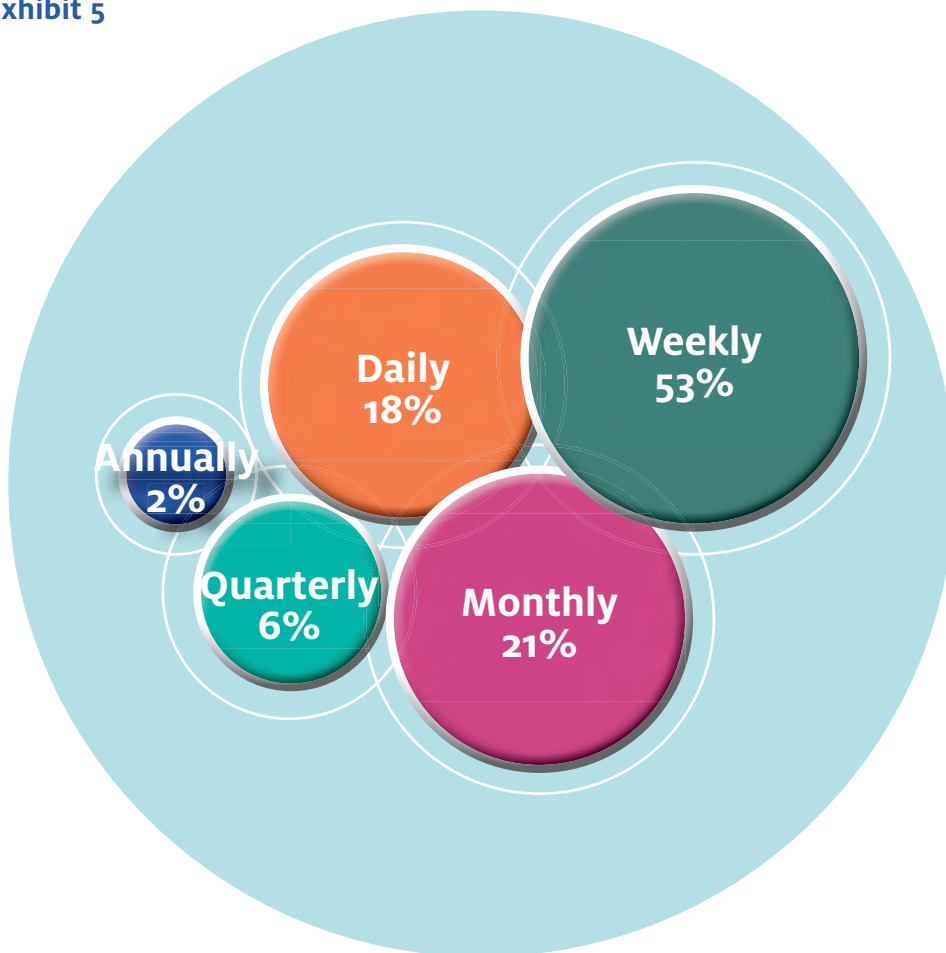 xhibit 5
Weekly
53%
Daily
18%
Annually
2%
Quarterly
6%
Monthly
21%